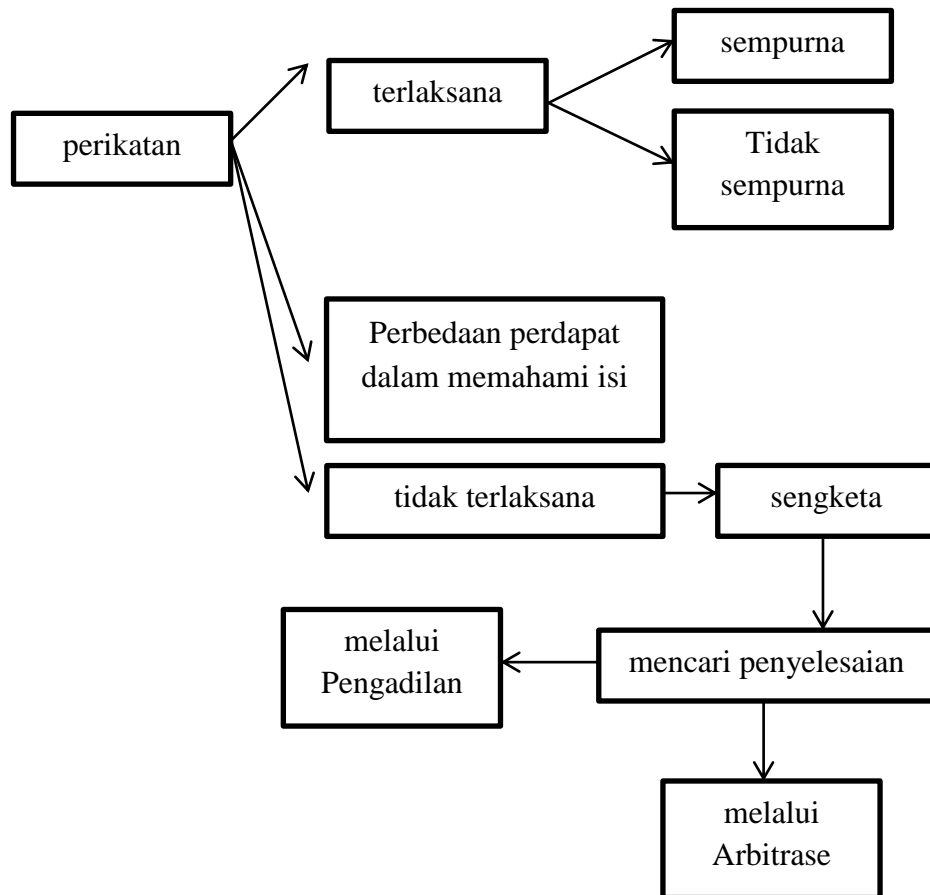 sempurna
terlaksana
perikatan
Tidak
sempurna
Perbedaan perdapat
dalam memahami isi
tidak terlaksana
sengketa
melalui
Pengadilan
mencari penyelesaian
melalui
Arbitrase